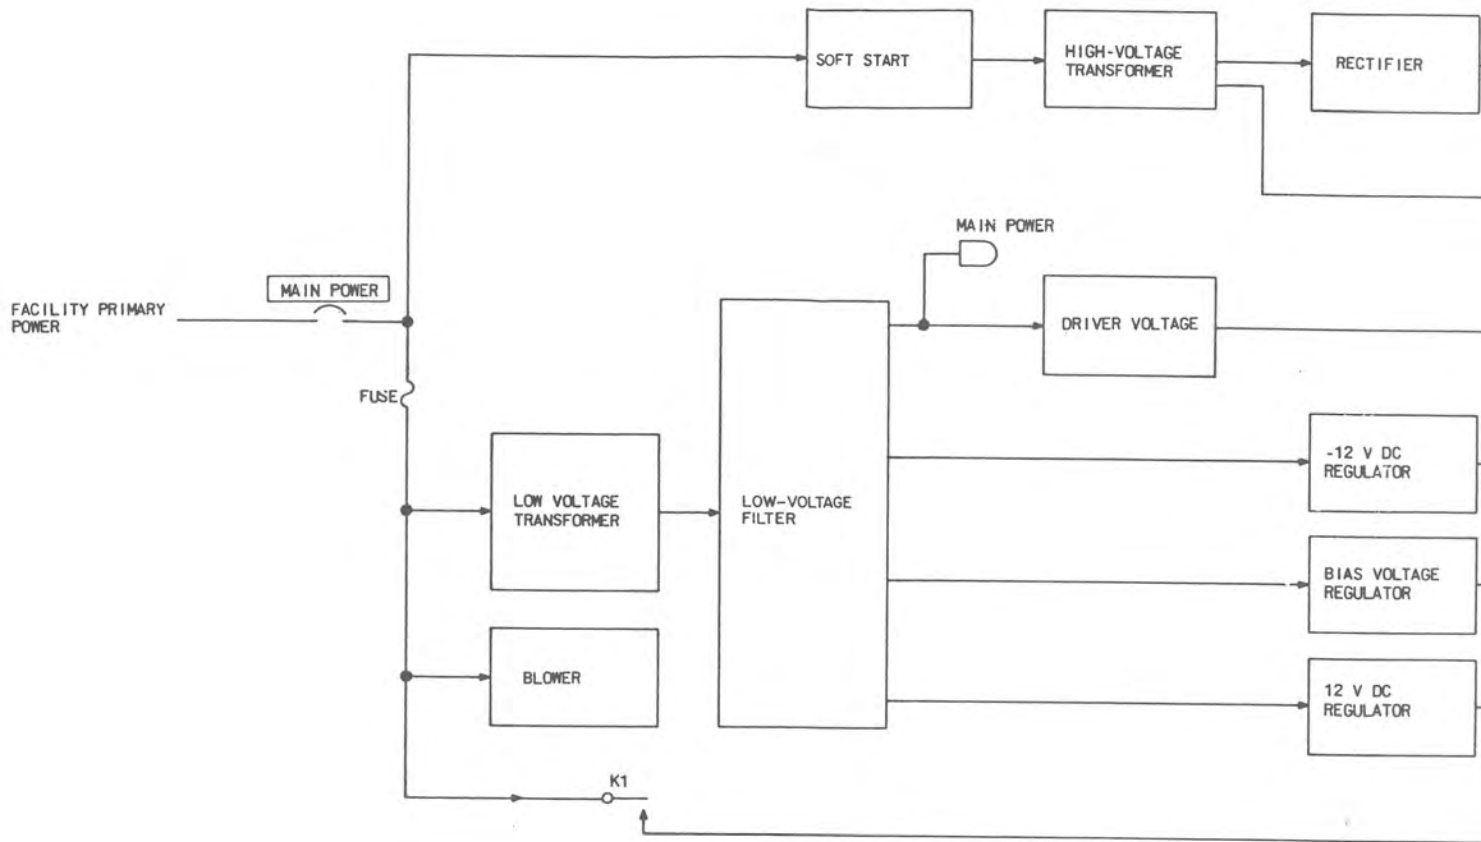 SOFT START
HIGH-VOLTAGE
TRANSFORMER
RECTIFIER
MAIN POWER
MAIN POWER
FACILITY PRIMARY
POWER
DRIVER VOLTAGE
FUSE
-12 V DC
REGULATOR
LOW VOLTAGE
TRANSFORMER
LOW-VOLTAGE
FILTER
BIAS VOLTAGE
REGULATOR
BLOWER
12 V DC
REGULATOR
K1